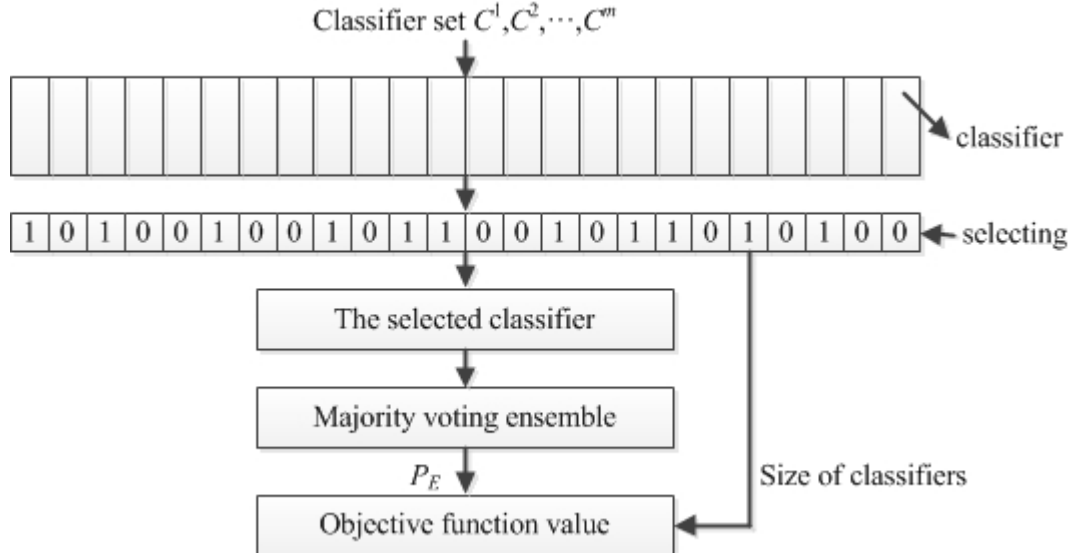 Classifier set C¹,C²,⋯,Cᵐ
classifier
1 0 1 0 0 1 0 0 1 0 1 1 0 0 1 0 1 1 0 1 0 1 0 0
selecting
The selected classifier
Majority voting ensemble
P_E
Size of classifiers
Objective function value